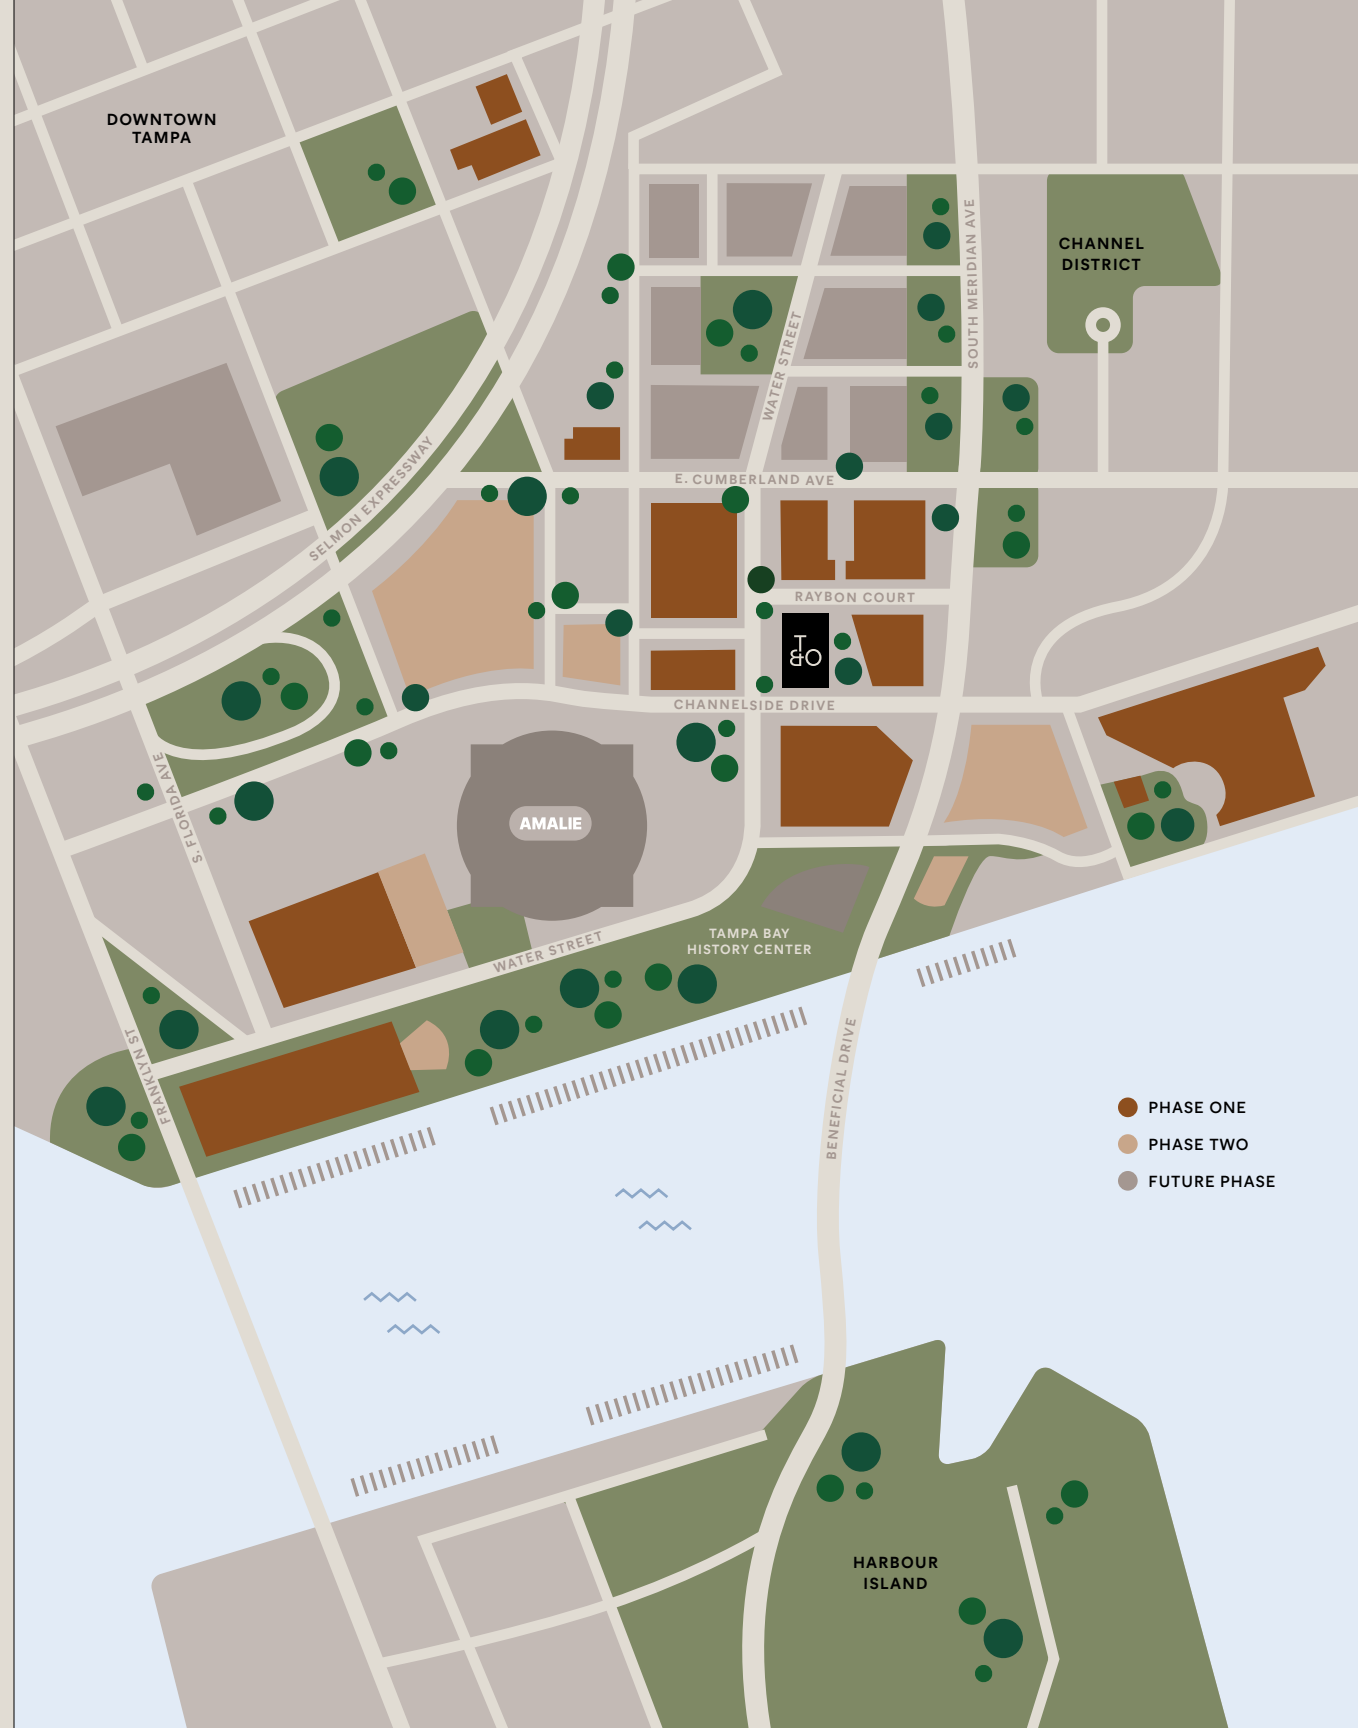 DOWNTOWN
TAMPA
CHANNEL
DISTRICT
SOUTH MERIDIAN AVE
WATER STREET
SELMON EXPRESSWAY
E. CUMBERLAND AVE
RAYBON COURT
T
&O
CHANNELSIDE DRIVE
S. FLORIDA AVE
AMALIE
WATER STREET
TAMPA BAY
HISTORY CENTER
FRANKLYN ST
BENEFICIAL DRIVE
PHASE ONE
PHASE TWO
FUTURE PHASE
HARBOUR
ISLAND